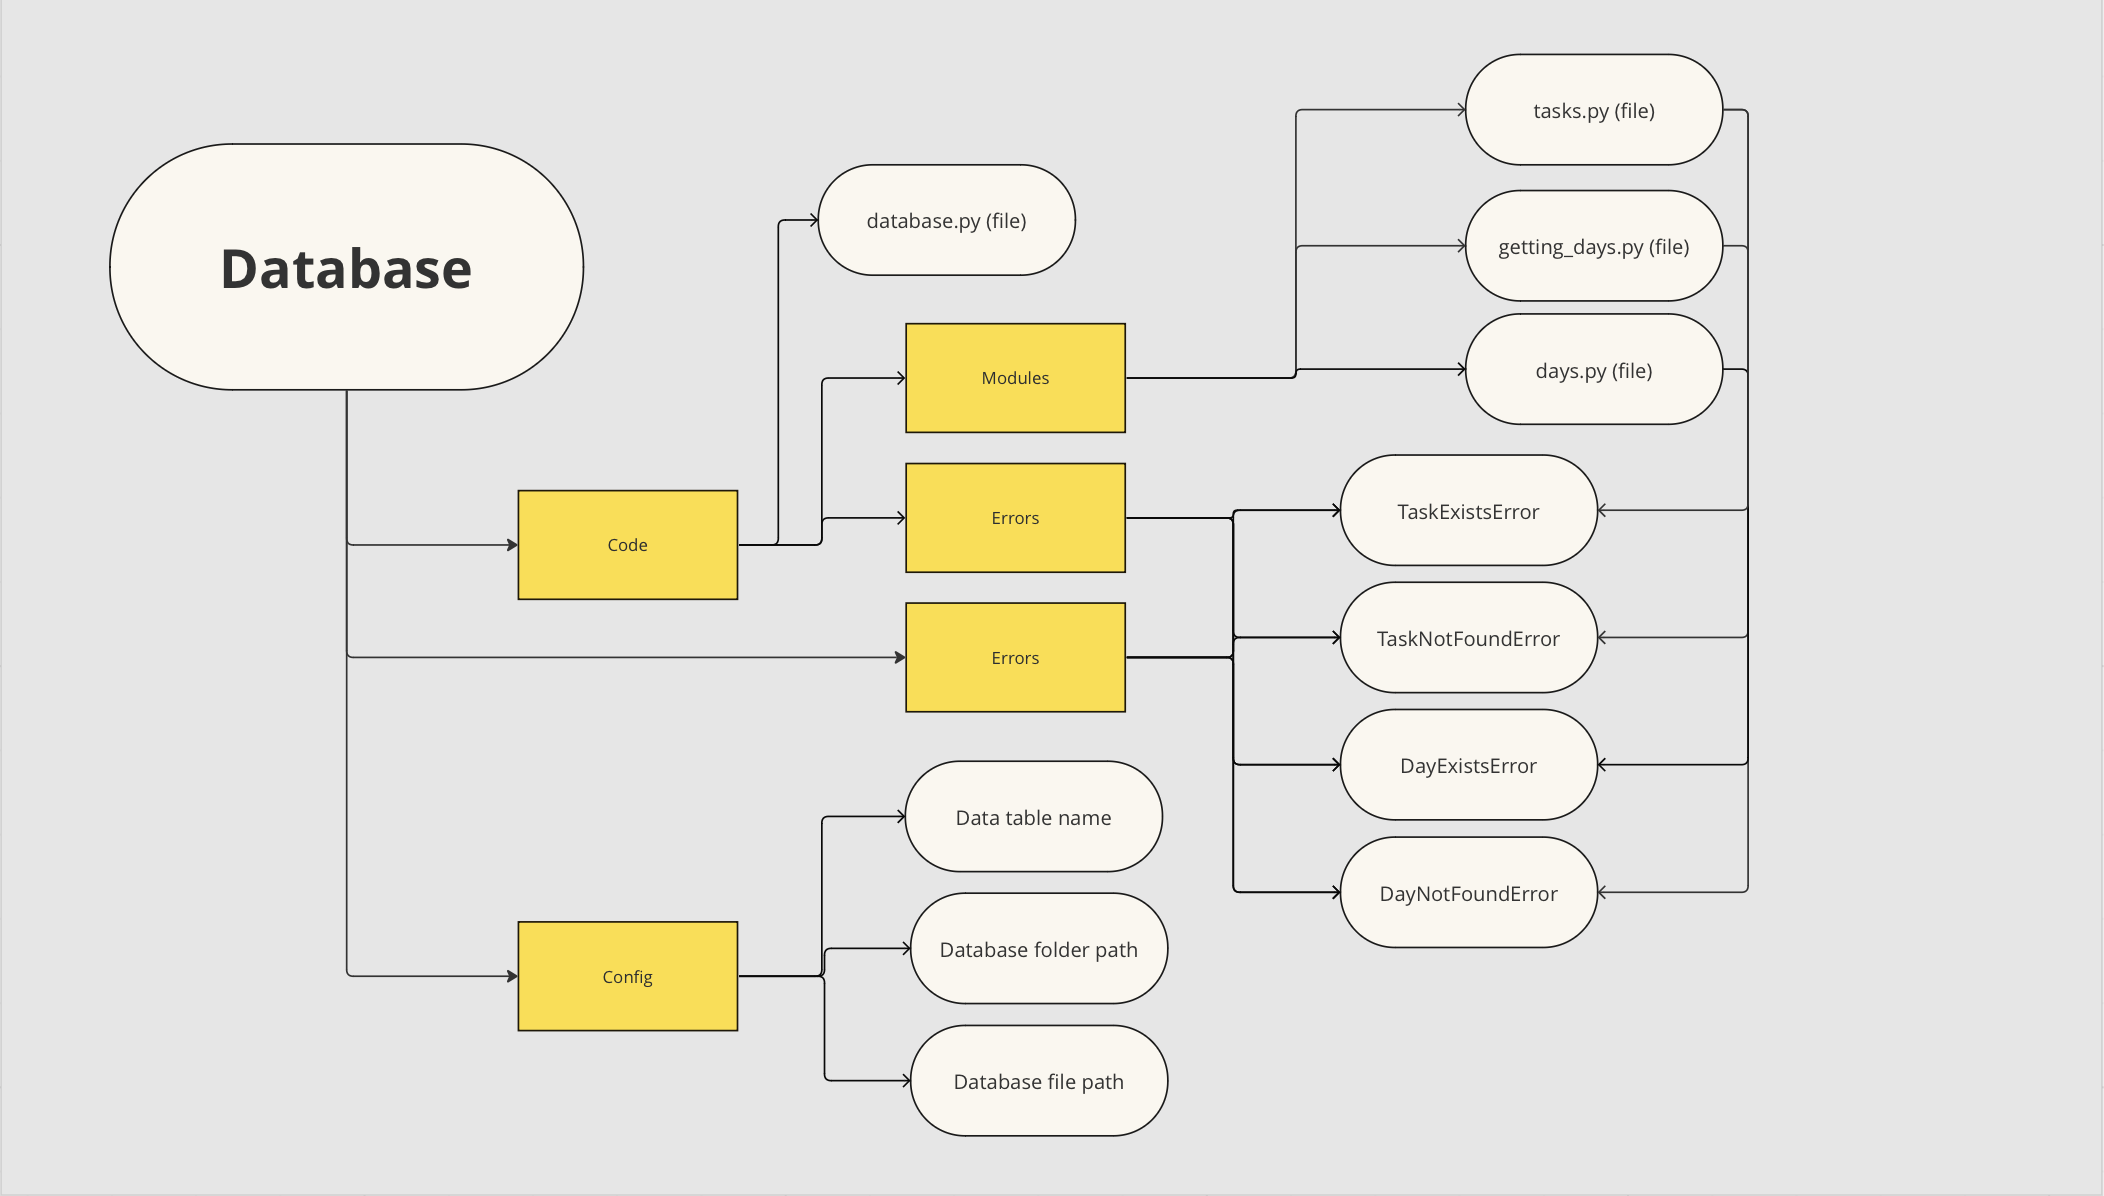 Database
database.py (file)
tasks.py (file)
getting_days.py (file)
days.py (file)
Modules
Errors
Code
Errors
TaskExistsError
TaskNotFoundError
DayExistsError
DayNotFoundError
Data table name
Database folder path
Config
Database file path